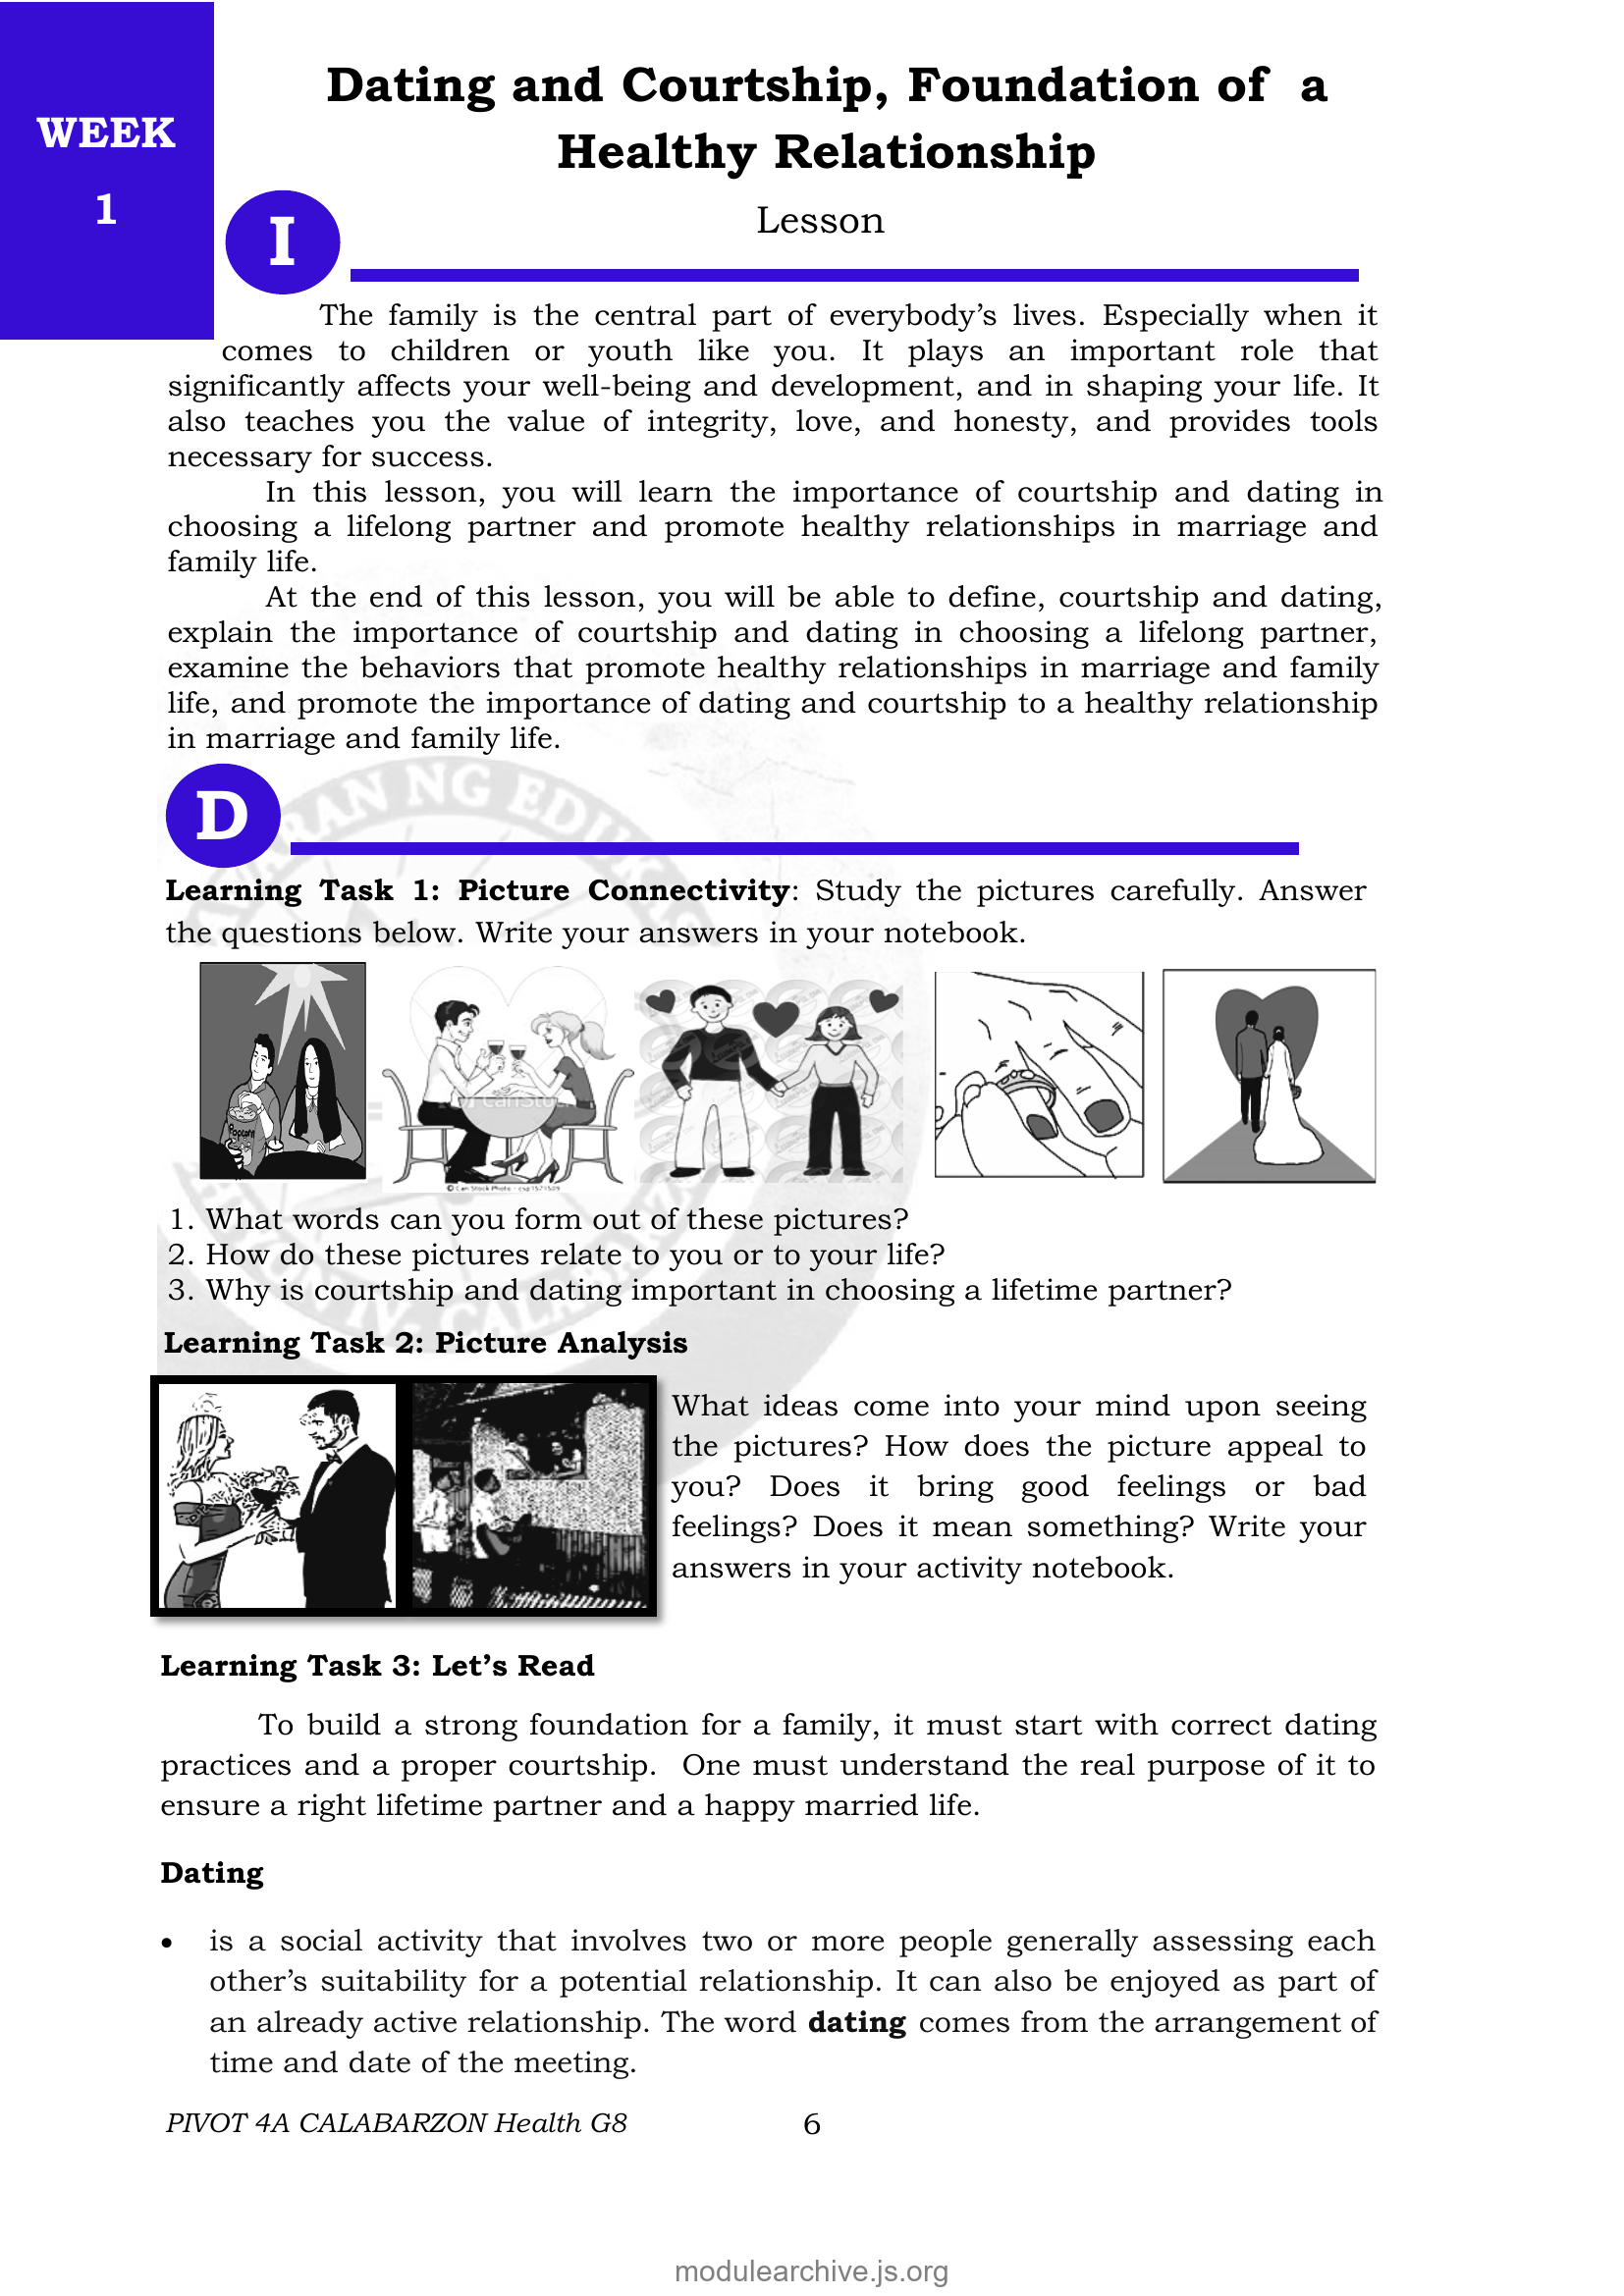 WEEK
1
Dating and Courtship, Foundation of a
Healthy Relationship
Lesson
I
The family is the central part of everybody’s lives. Especially when it
comes to children or youth like you. It plays an important role that
significantly affects your well-being and development, and in shaping your life. It
also teaches you the value of integrity, love, and honesty, and provides tools
necessary for success.
In this lesson, you will learn the importance of courtship and dating in
choosing a lifelong partner and promote healthy relationships in marriage and
family life.
At the end of this lesson, you will be able to define, courtship and dating,
explain the importance of courtship and dating in choosing a lifelong partner,
examine the behaviors that promote healthy relationships in marriage and family
life, and promote the importance of dating and courtship to a healthy relationship
in marriage and family life.
D
Learning Task 1: Picture Connectivity: Study the pictures carefully. Answer
the questions below. Write your answers in your notebook.
Popcorn
© Can Stock Photo - csp1571509
1. What words can you form out of these pictures?
2. How do these pictures relate to you or to your life?
3. Why is courtship and dating important in choosing a lifetime partner?
Learning Task 2: Picture Analysis
What ideas come into your mind upon seeing
the pictures? How does the picture appeal to
you? Does it bring good feelings or bad
feelings? Does it mean something? Write your
answers in your activity notebook.
Learning Task 3: Let’s Read
To build a strong foundation for a family, it must start with correct dating
practices and a proper courtship. One must understand the real purpose of it to
ensure a right lifetime partner and a happy married life.
Dating
• is a social activity that involves two or more people generally assessing each
other’s suitability for a potential relationship. It can also be enjoyed as part of
an already active relationship. The word dating comes from the arrangement of
time and date of the meeting.
PIVOT 4A CALABARZON Health G8
6
modulearchive.js.org